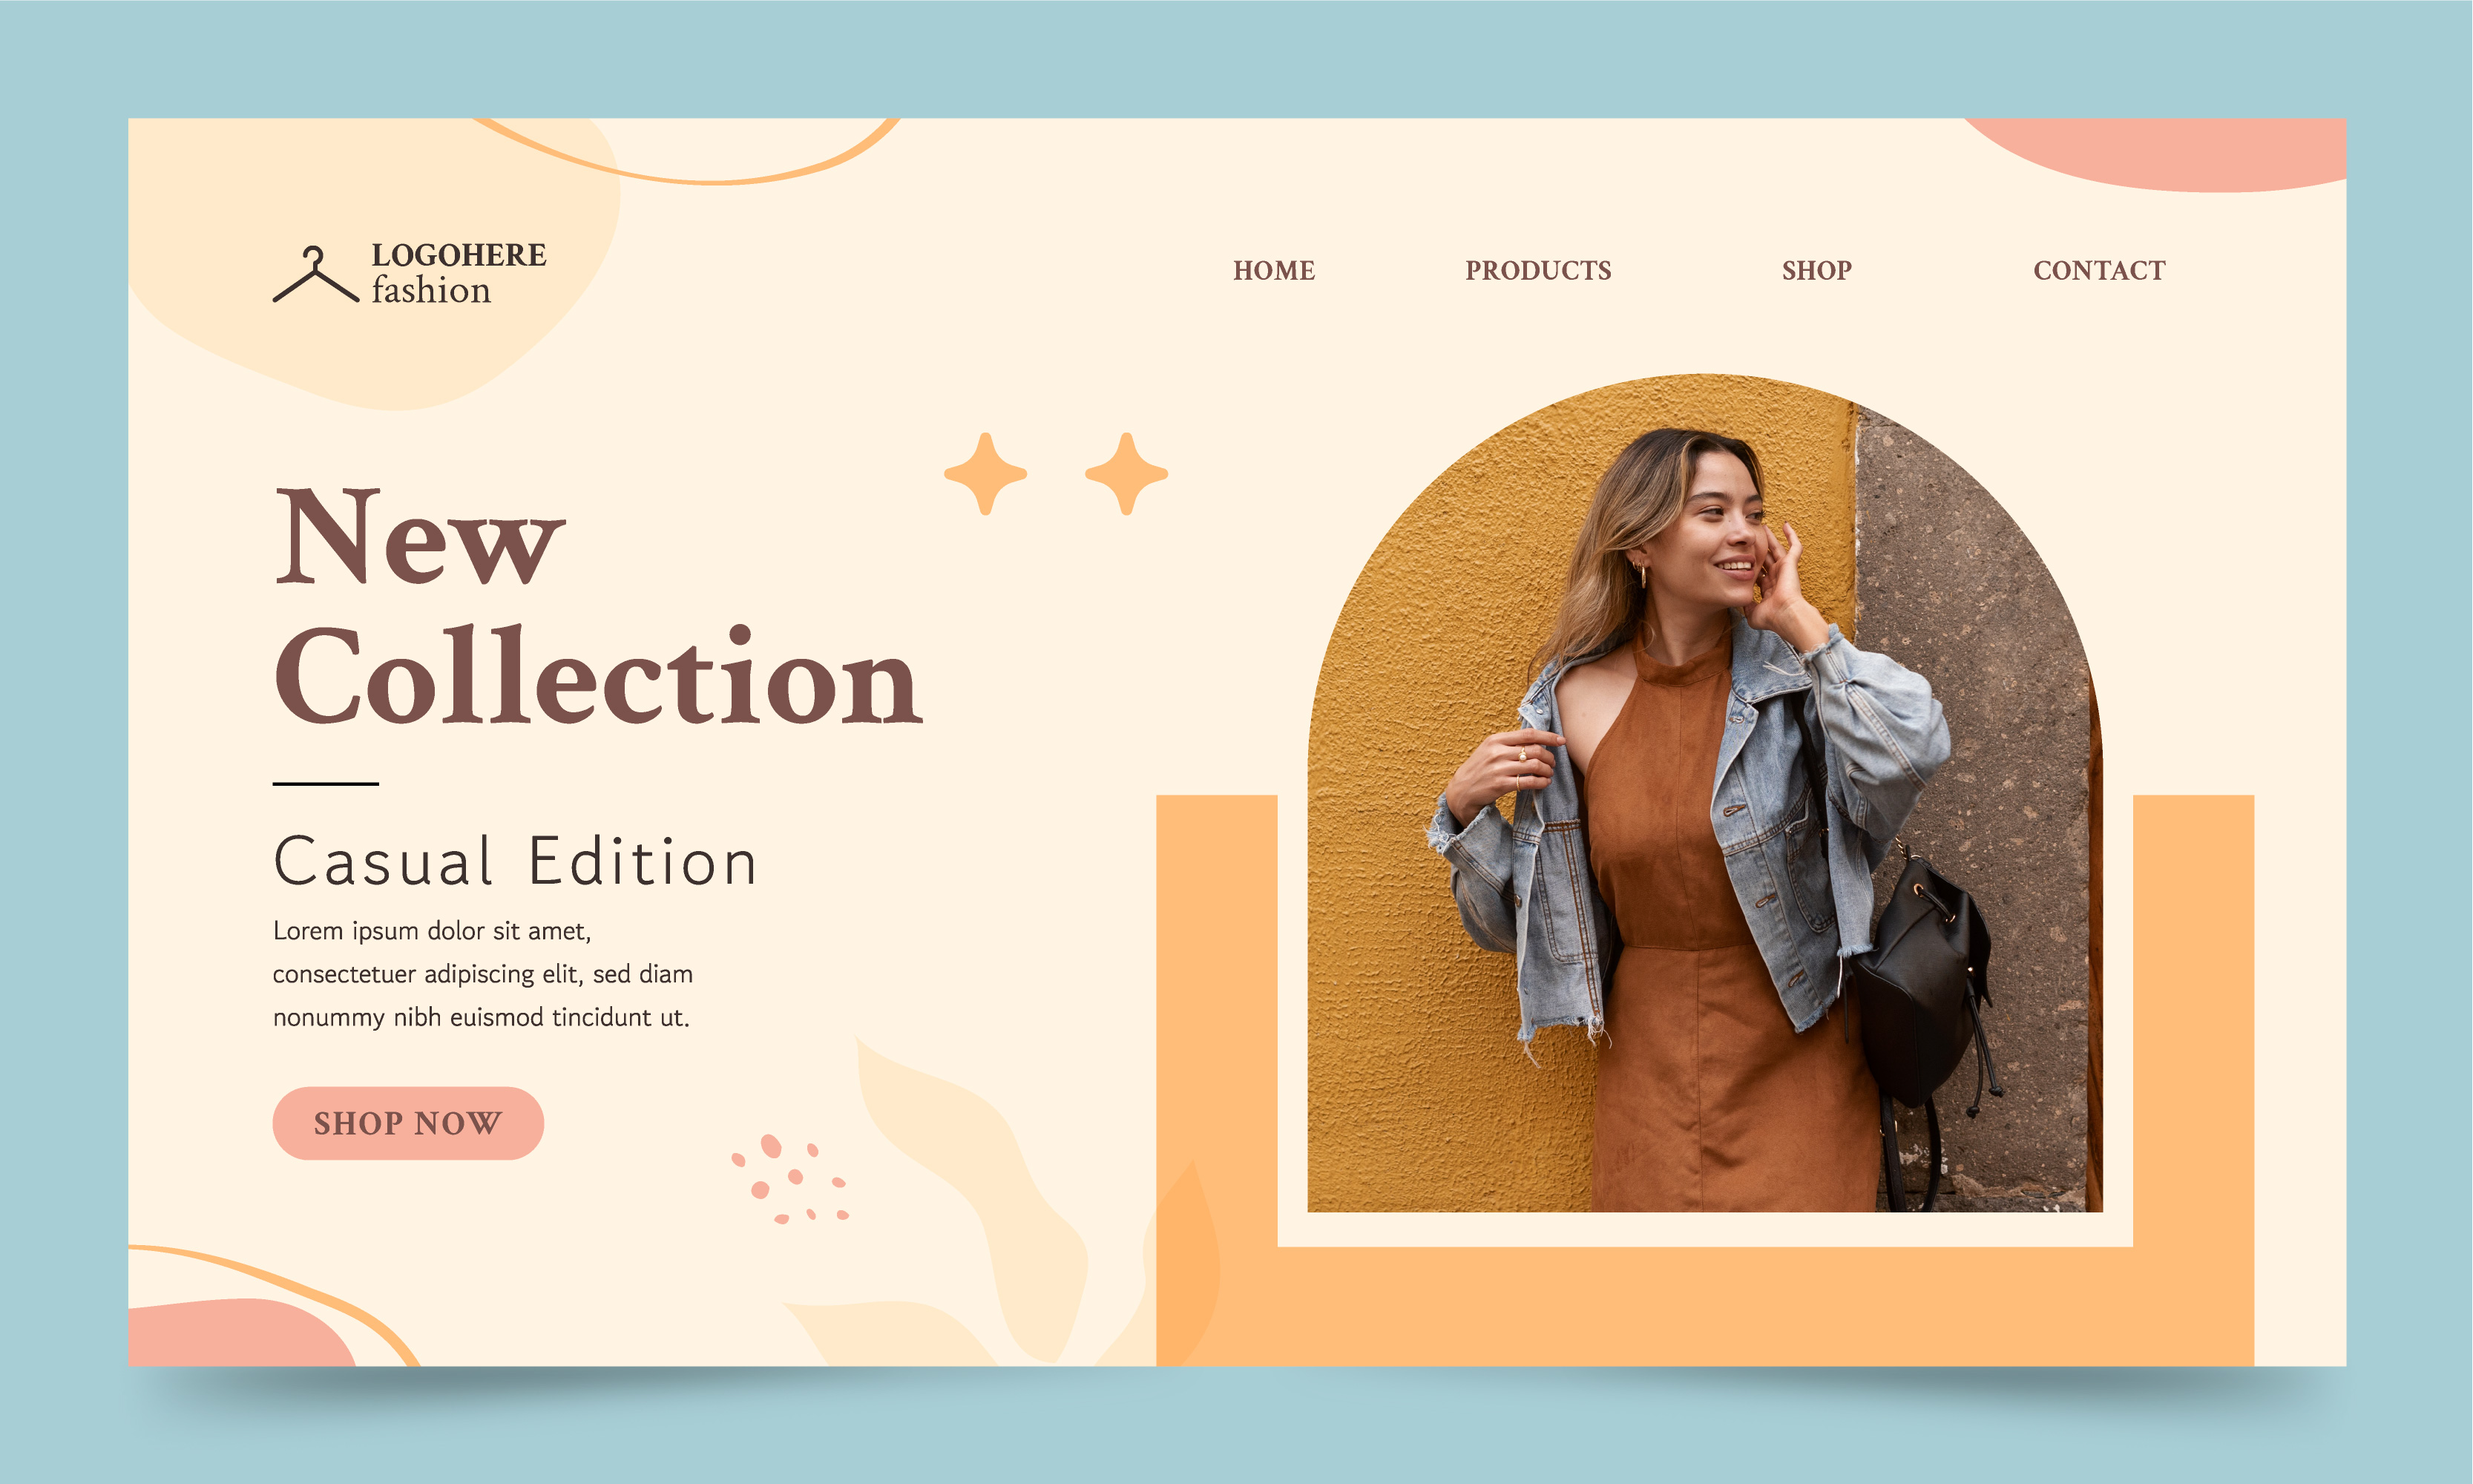 LOGOHERE
fashion
HOME PRODUCTS SHOP CONTACT
New
Collection
Casual Edition
Lorem ipsum dolor sit amet,
consectetuer adipiscing elit, sed diam
nonummy nibh euismod tincidunt ut.
SHOP NOW